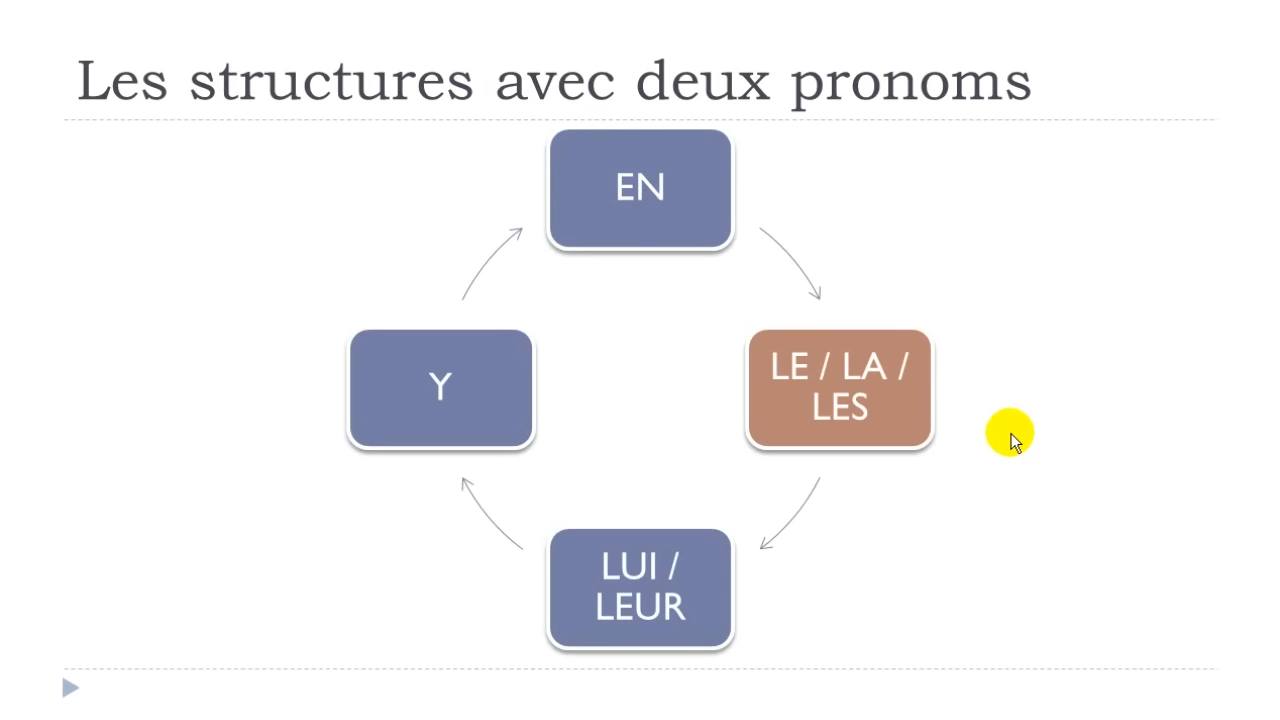 Les structures avec deux pronoms
EN
LE / LA /
LES
LUI /
LEUR
Y